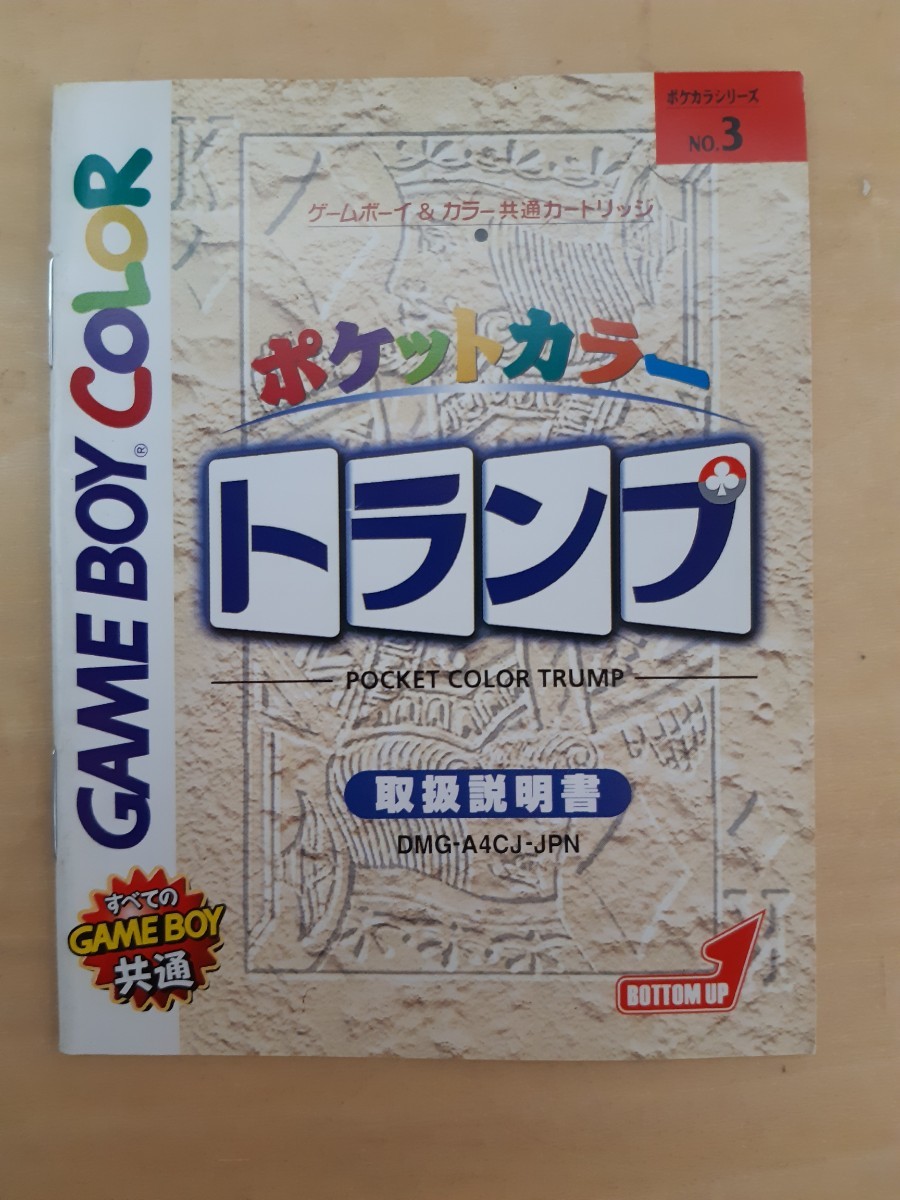 ポケカラシリーズ
NO.3
ゲームボーイ & カラー共通カートリッジ
ポケットカラー
トランプ
POCKET COLOR TRUMP
取扱説明書
DMG-A4CJ-JPN
BOTTOM UP
GAME BOY® COLOR
すべての
GAME BOY
共通
K
K